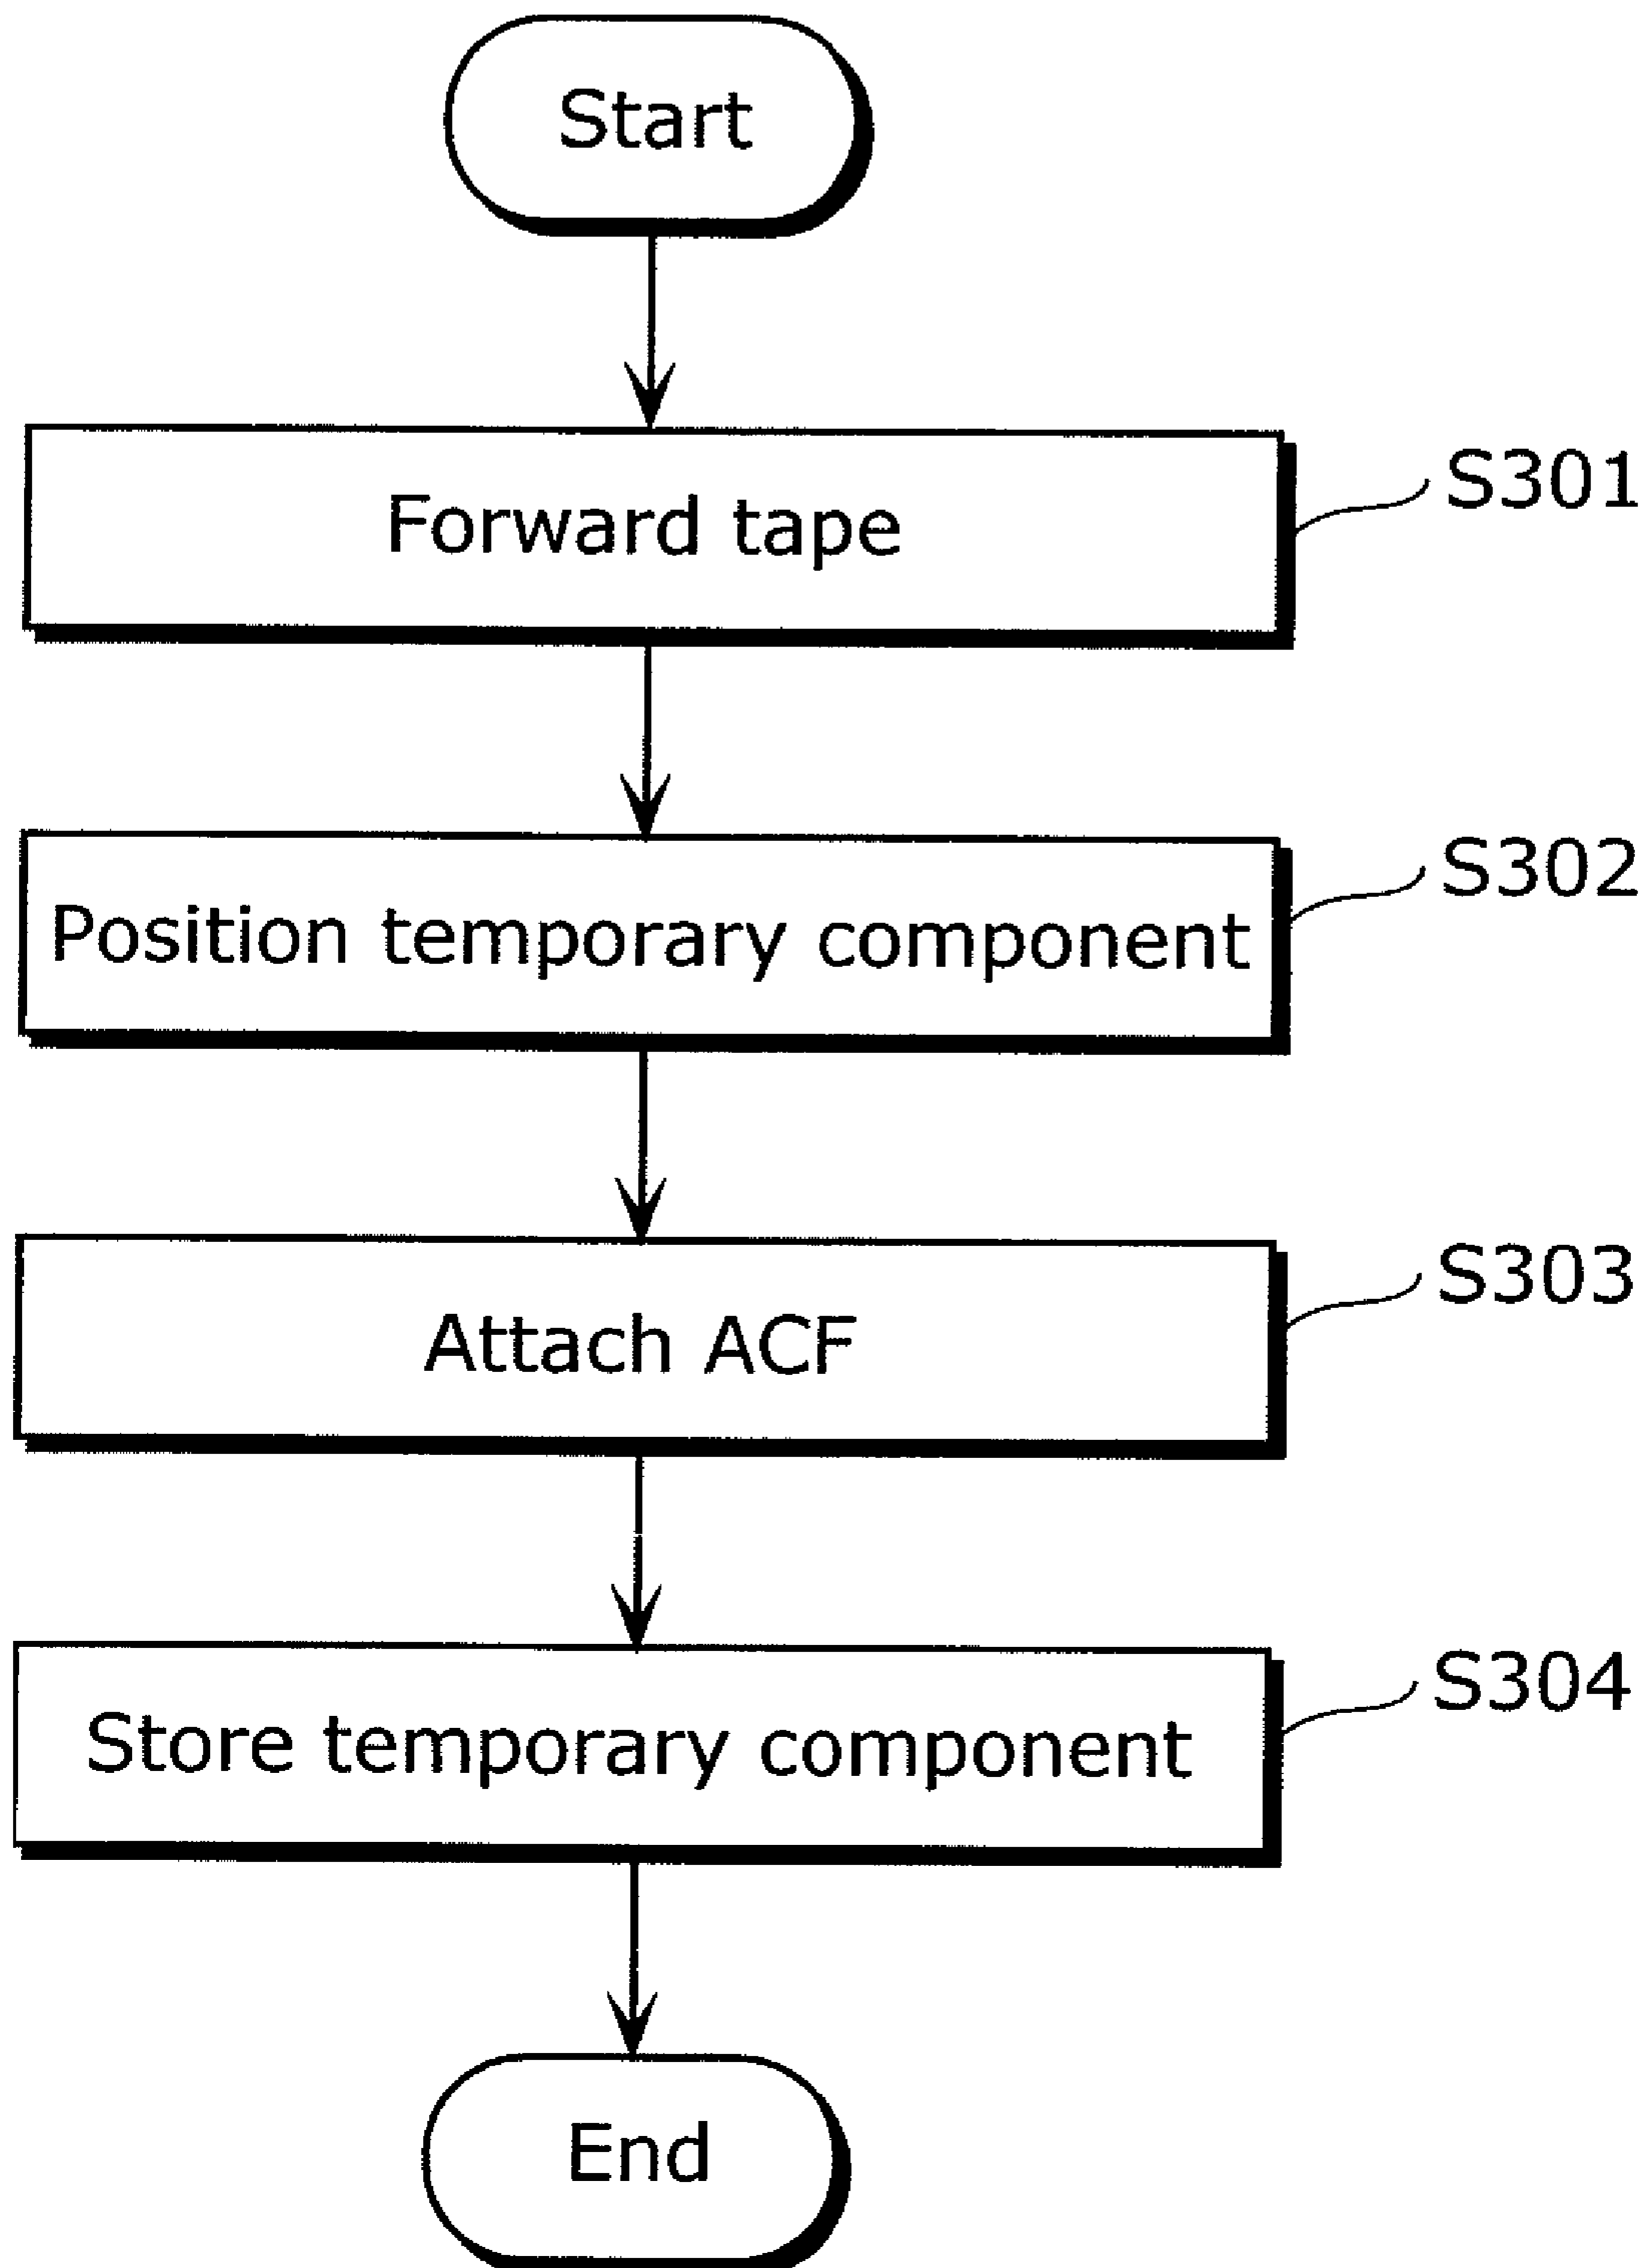 Start
Forward tape
S301
Position temporary component
S302
Attach ACF
S303
Store temporary component
S304
End